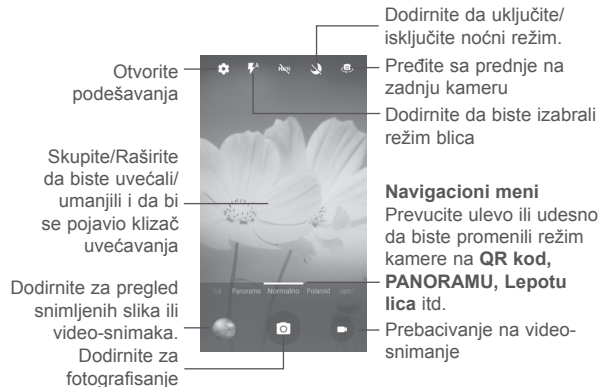 Dodirnite da uključite/
isključite noćni režim.
Otvorite
podešavanja
Pređite sa prednje na
zadnju kameru
Dodirnite da biste izabrali
režim blica
Skupite/Raširite
da biste uvećali/
umanjili i da bi
se pojavio klizač
uvećavanja
Navigacioni meni
Prevucite ulevo ili udesno
da biste promenili režim
kamere na QR kod,
PANORAMU, Lepotu
lica itd.
Panorama Normalno Polaroid
Dodirnite za pregled
snimljenih slika ili
video-snimaka.
Prebacivanje na video-
snimanje
Dodirnite za
fotografisanje